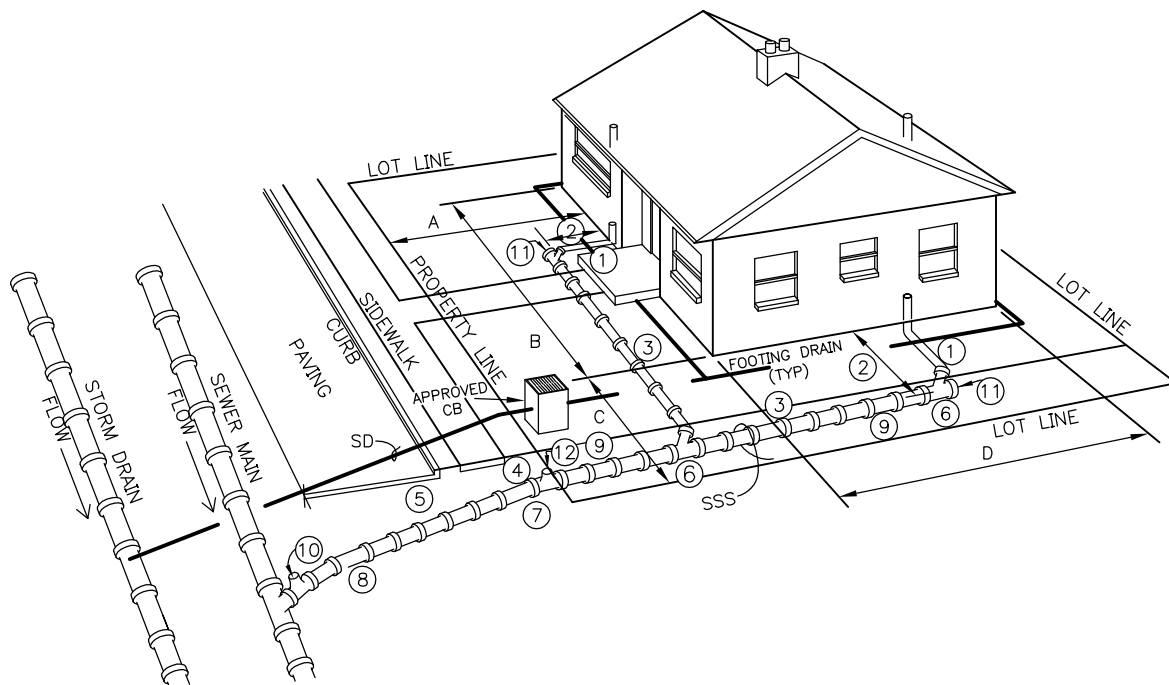 LOT LINE
A
②
⑪
①
PROPERTY LINE
SIDEWALK
CURB
PAVING
B
③
FOOTING DRAIN
(TYP)
②
①
⑪
LOT LINE
APPROVED
CB
C
③
⑥
⑨
LOT LINE
D
STORM DRAIN
FLOW
SEWER MAIN
FLOW
SD
④
⑫
⑨
⑥
SSS
⑤
⑦
⑩
⑧